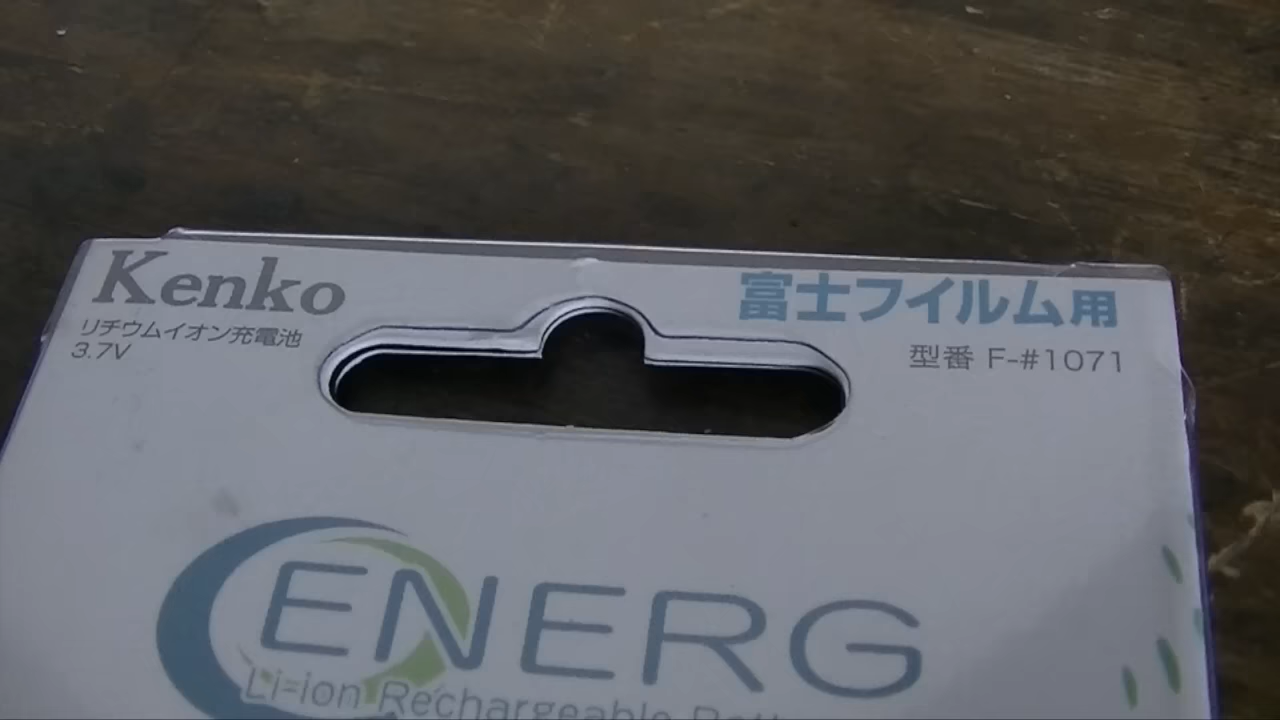 Kenko
リチウムイオン充電池
3.7V
富士フイルム用
型番 F-#1071
ENERG
Li-ion Rechargeable